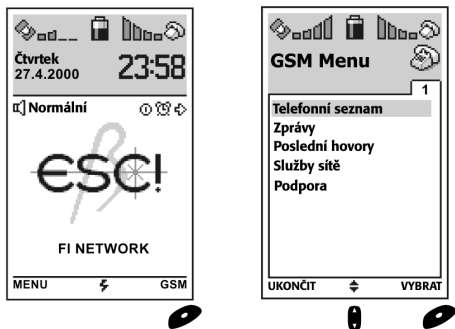 Čtvrtek
27.4.2000 23:58
Normální
ESC!
FI NETWORK
MENU GSM
GSM Menu
1
Telefonní seznam
Zprávy
Poslední hovory
Služby sítě
Podpora
UKONČIT VYBRAT